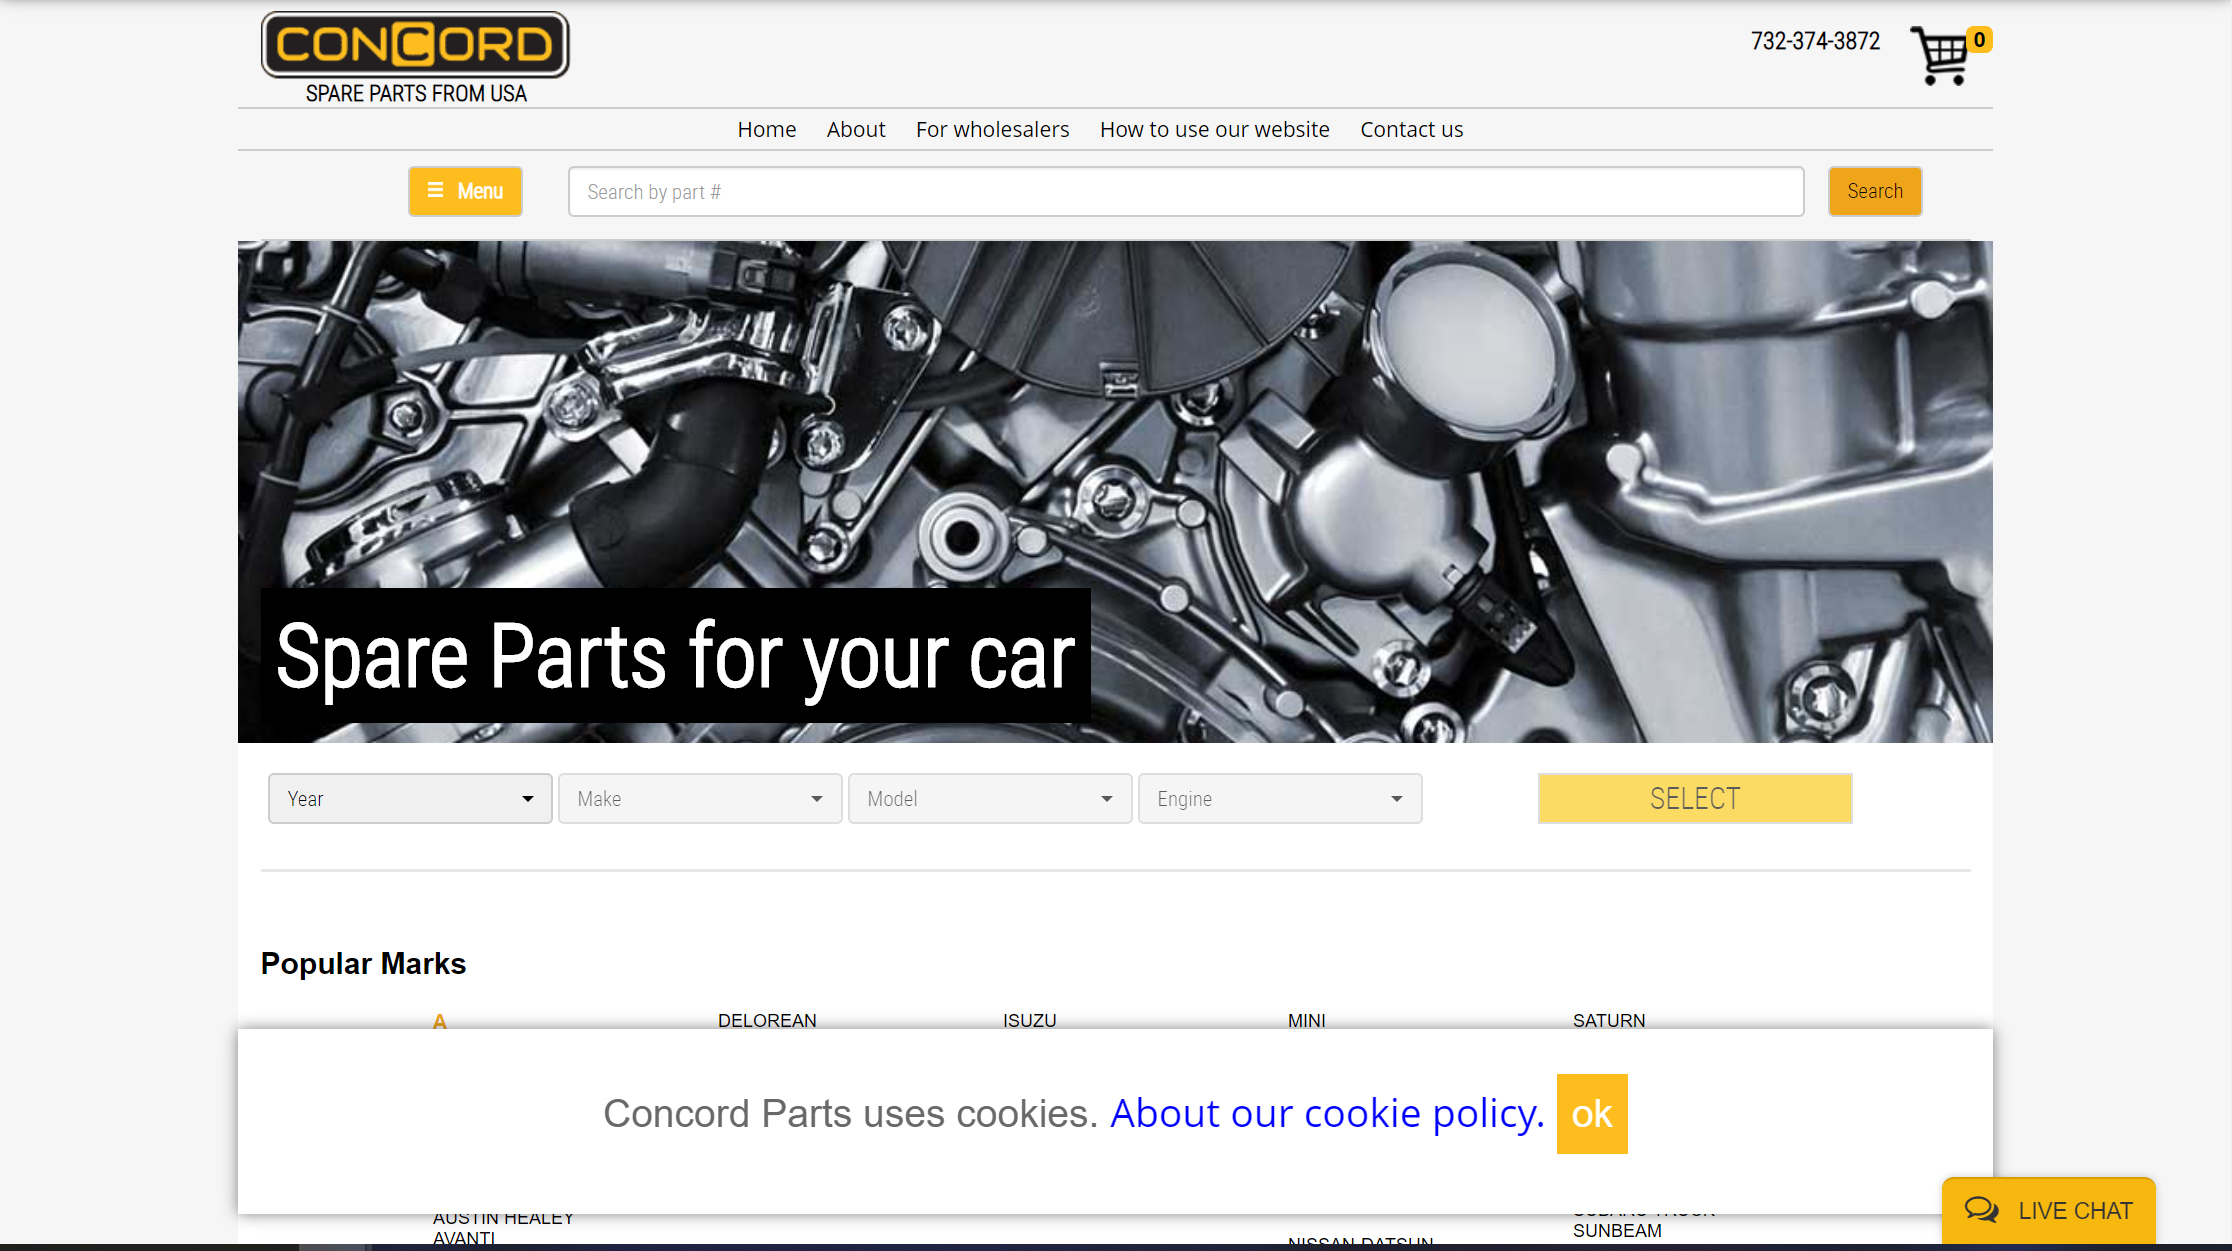 CONCORD
SPARE PARTS FROM USA
732-374-3872
0
Home About For wholesalers How to use our website Contact us
Menu
Search by part #
Search
Spare Parts for your car
Year Make Model Engine SELECT
Popular Marks
A DELOREAN ISUZU MINI SATURN
Concord Parts uses cookies. About our cookie policy. ok
AUSTIN HEALEY SUBARU TRUCK
AVANTI NISSAN-DATSUN SUNBEAM
LIVE CHAT